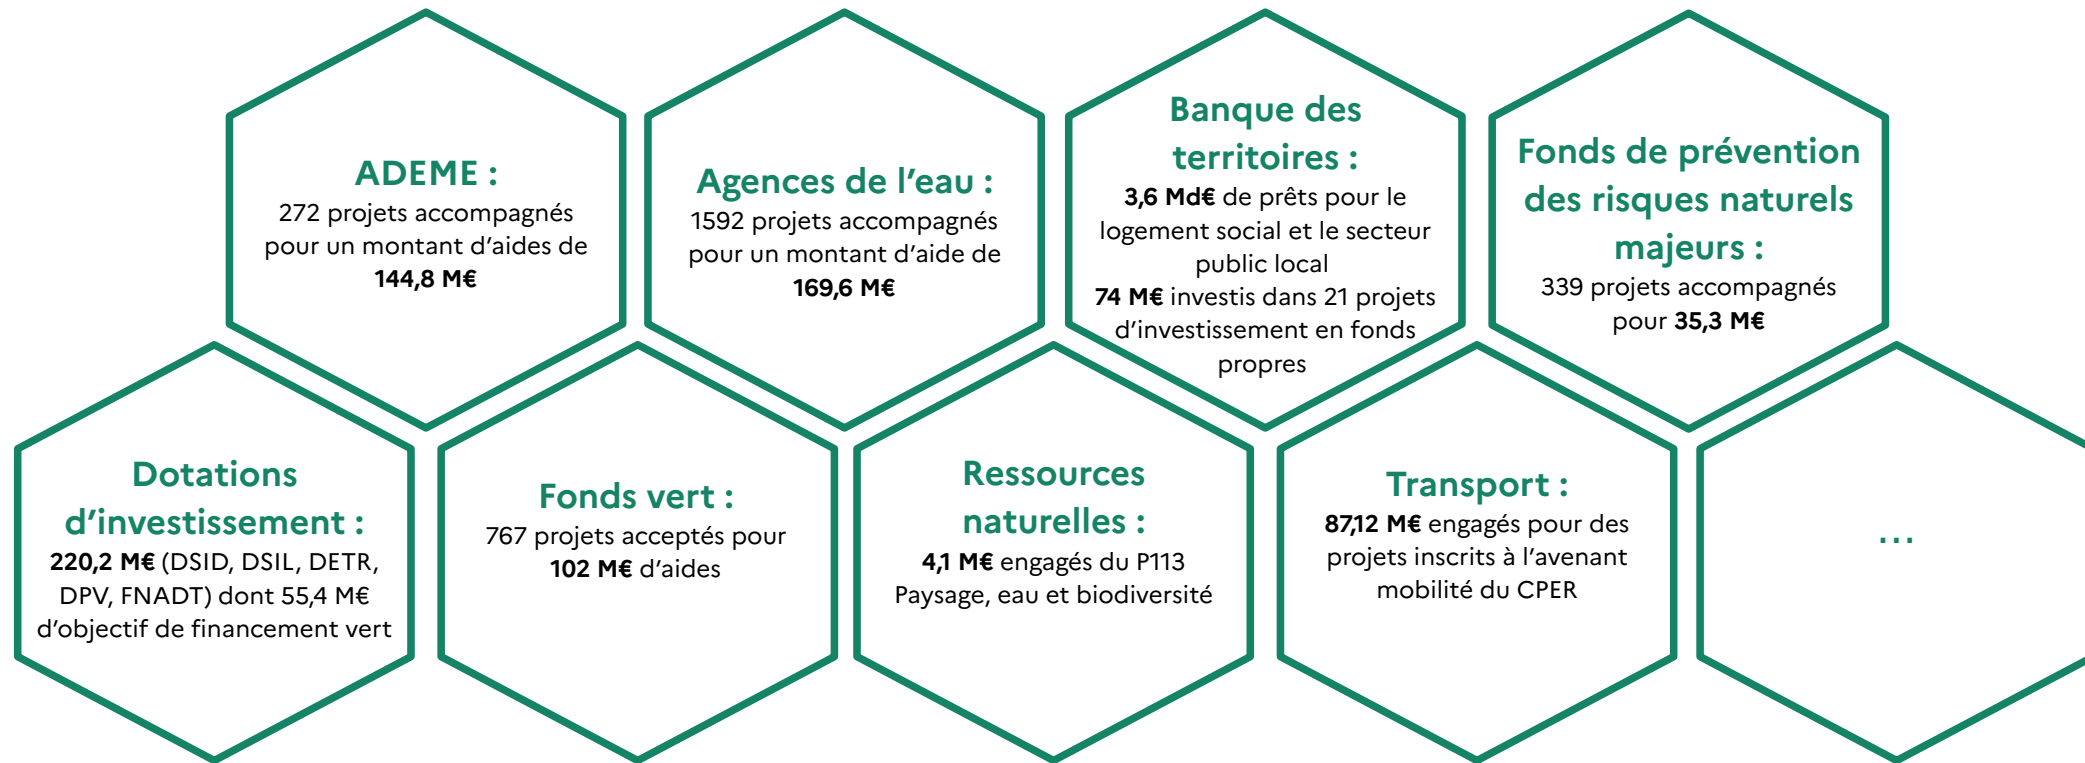 ADEME :
272 projets accompagnés
pour un montant d’aides de
144,8 M€
Agences de l’eau :
1592 projets accompagnés
pour un montant d’aide de
169,6 M€
Banque des
territoires :
3,6 Md€ de prêts pour le
logement social et le secteur
public local
74 M€ investis dans 21 projets
d’investissement en fonds
propres
Fonds de prévention
des risques naturels
majeurs :
339 projets accompagnés
pour 35,3 M€
Dotations
d’investissement :
220,2 M€ (DSID, DSIL, DETR,
DPV, FNADT) dont 55,4 M€
d’objectif de financement vert
Fonds vert :
767 projets acceptés pour
102 M€ d’aides
Ressources
naturelles :
4,1 M€ engagés du P113
Paysage, eau et biodiversité
Transport :
87,12 M€ engagés pour des
projets inscrits à l’avenant
mobilité du CPER
…